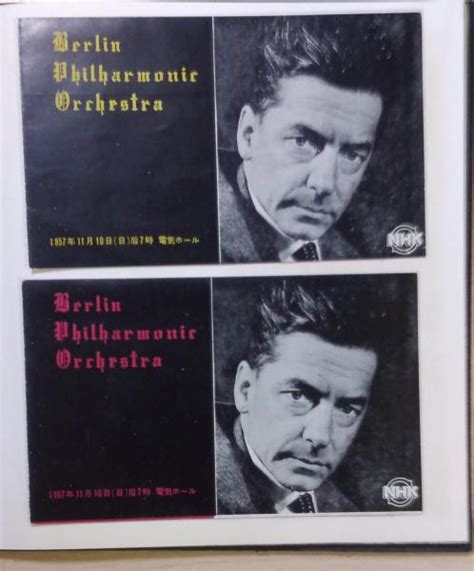 Berlin
Philharmonic
Orchestra
1957年11月10日(日)后7時 電気ホール
NHK
Berlin
Philharmonic
Orchestra
1957年11月10日(日)后7時 電気ホール
NHK